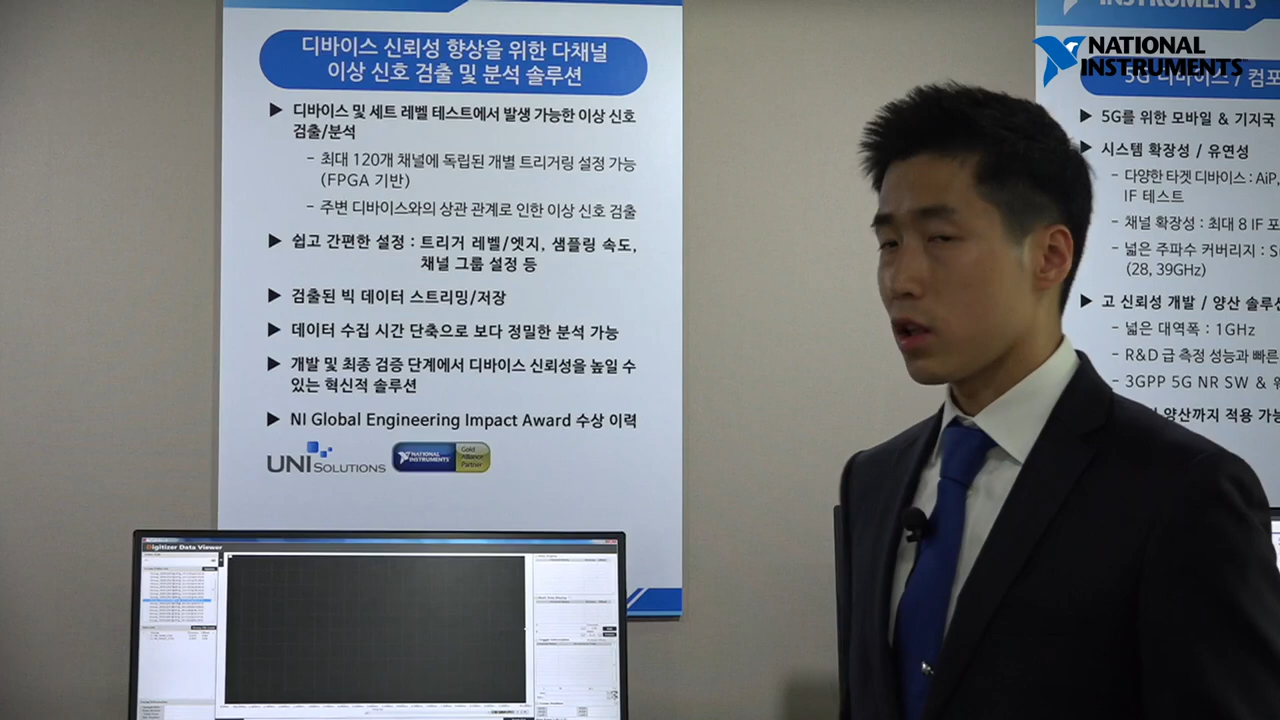 디바이스 신뢰성 향상을 위한 다채널
이상 신호 검출 및 분석 솔루션
▶ 디바이스 및 세트 레벨 테스트에서 발생 가능한 이상 신호
검출/분석
- 최대 120개 채널에 독립된 개별 트리거링 설정 가능
(FPGA 기반)
- 주변 디바이스와의 상관 관계로 인한 이상 신호 검출
▶ 쉽고 간편한 설정 : 트리거 레벨/엣지, 샘플링 속도,
채널 그룹 설정 등
▶ 검출된 빅 데이터 스트리밍/저장
▶ 데이터 수집 시간 단축으로 보다 정밀한 분석 가능
▶ 개발 및 최종 검증 단계에서 디바이스 신뢰성을 높일 수
있는 혁신적 솔루션
▶ NI Global Engineering Impact Award 수상 이력
UNI SOLUTIONS
NATIONAL INSTRUMENTS
Gold Alliance Partner
Digitizer Data Viewer
INSTRUMENTS
NATIONAL
INSTRUMENTS
5G 디바이스 / 컴포
▶ 5G를 위한 모바일 & 기지국
▶ 시스템 확장성 / 유연성
- 다양한 타겟 디바이스 : AiP,
IF 테스트
- 채널 확장성 : 최대 8 IF 포
- 넓은 주파수 커버리지 :
(28, 39GHz)
▶ 고 신뢰성 개발 / 양산 솔루션
- 넓은 대역폭 : 1GHz
- R&D 급 측정 성능과 빠른
- 3GPP 5G NR SW &
양산까지 적용 가능